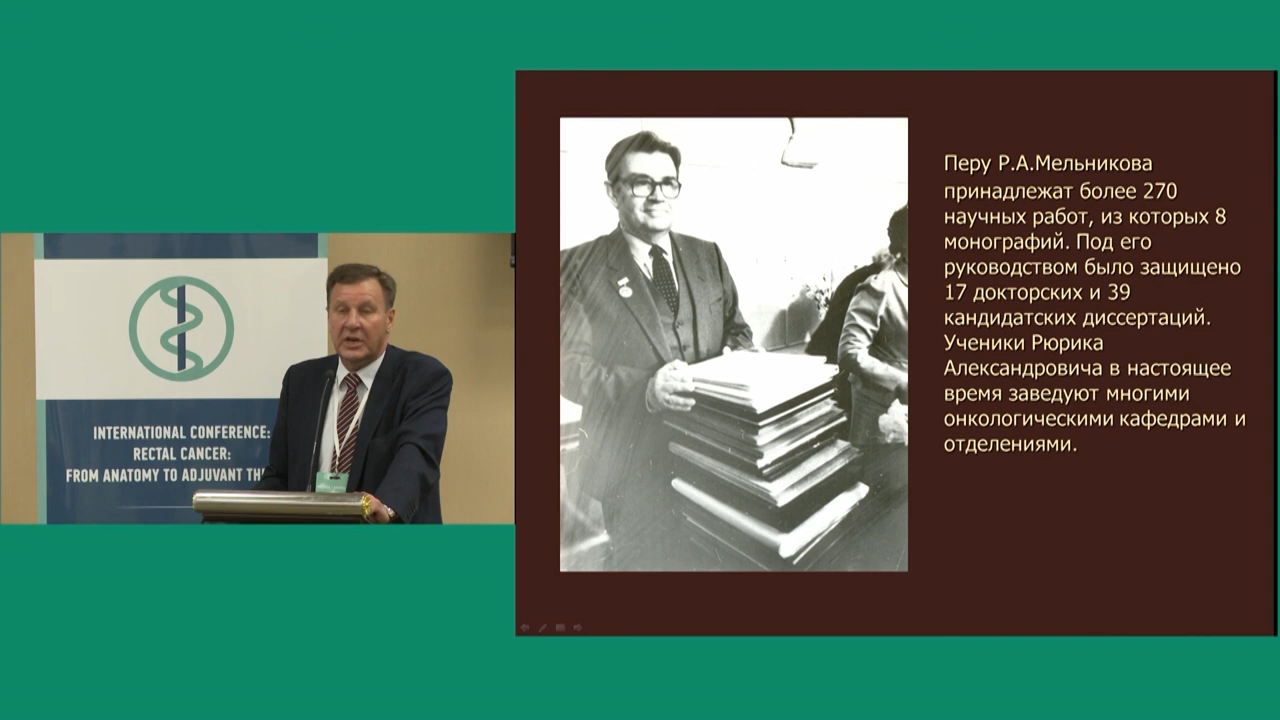 INTERNATIONAL CONFERENCE:
RECTAL CANCER:
FROM ANATOMY TO ADJUVANT
Перу Р.А.Мельникова
принадлежат более 270
научных работ, из которых 8
монографий. Под его
руководством было защищено
17 докторских и 39
кандидатских диссертаций.
Ученики Рюрика
Александровича в настоящее
время заведуют многими
онкологическими кафедрами и
отделениями.